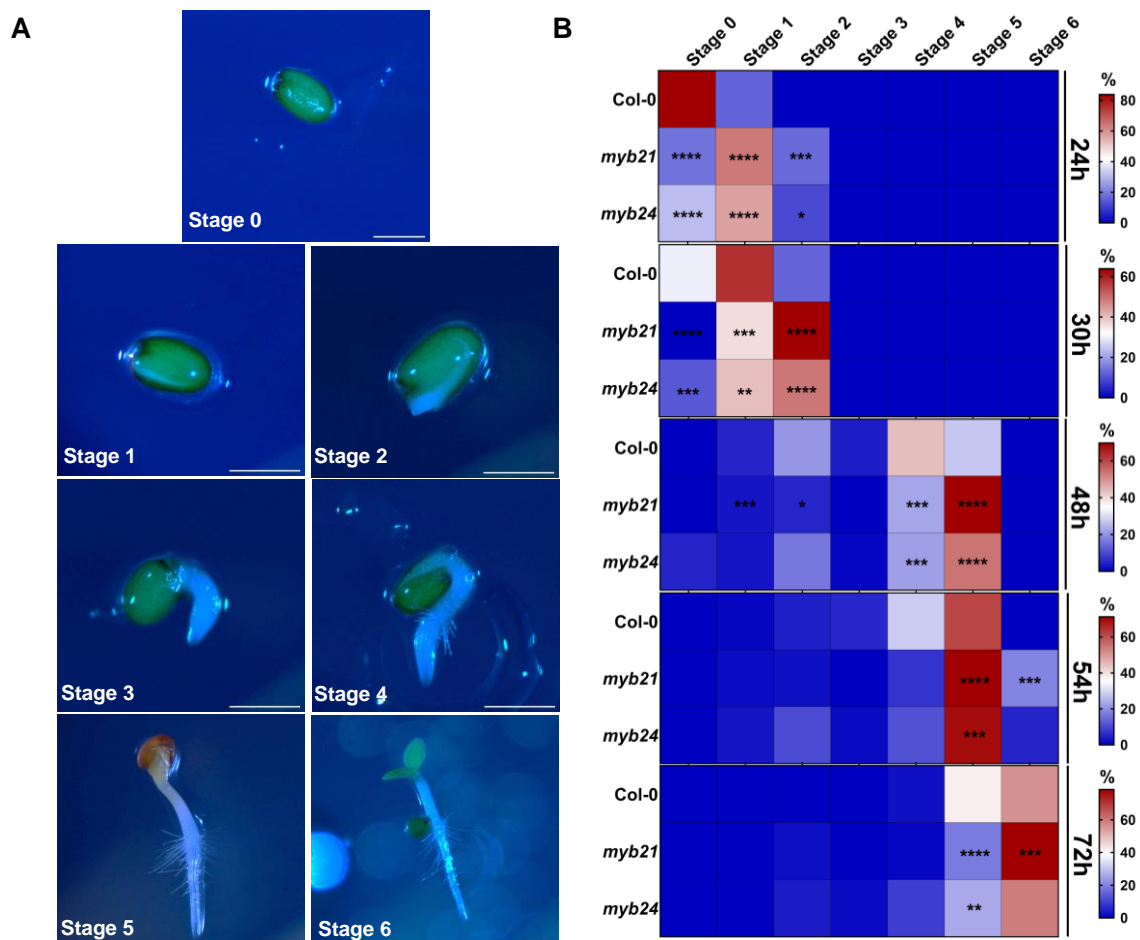 A
Stage 0
Stage 1
Stage 2
Stage 3
Stage 4
Stage 5
Stage 6
B
Stage 0 Stage 1 Stage 2 Stage 3 Stage 4 Stage 5 Stage 6
Col-0
myb21 **** **** ***
myb24 **** **** *
%
80
60
40
20
0
24h
Col-0
myb21 **** *** ****
myb24 *** ** ****
%
60
40
20
0
30h
Col-0
myb21 *** * *** ****
myb24 *** ****
%
60
40
20
0
48h
Col-0
myb21 **** ***
myb24 ***
%
60
40
20
0
54h
Col-0
myb21 **** ***
myb24 **
%
60
40
20
0
72h